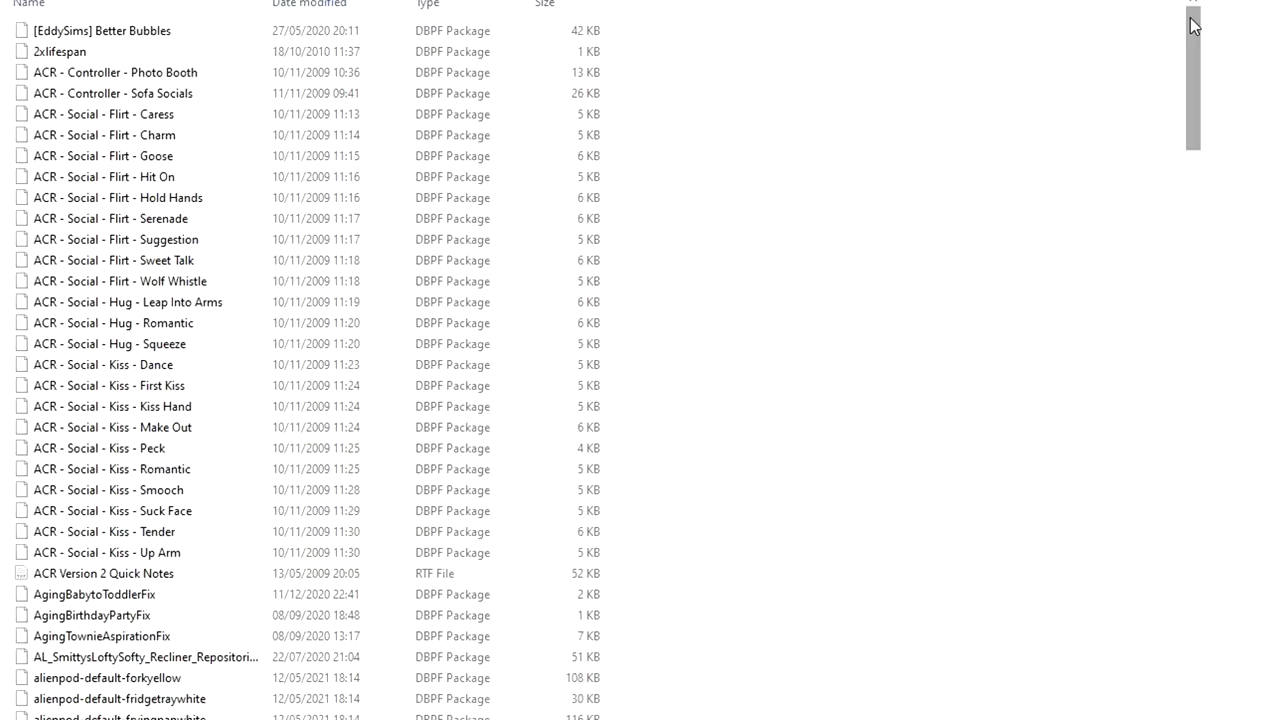 Name Date modified Type Size
[EddySims] Better Bubbles 27/05/2020 20:11 DBPF Package 42 KB
2xlifespan 18/10/2010 11:37 DBPF Package 1 KB
ACR - Controller - Photo Booth 10/11/2009 10:36 DBPF Package 13 KB
ACR - Controller - Sofa Socials 11/11/2009 09:41 DBPF Package 26 KB
ACR - Social - Flirt - Caress 10/11/2009 11:13 DBPF Package 5 KB
ACR - Social - Flirt - Charm 10/11/2009 11:14 DBPF Package 5 KB
ACR - Social - Flirt - Goose 10/11/2009 11:15 DBPF Package 6 KB
ACR - Social - Flirt - Hit On 10/11/2009 11:16 DBPF Package 5 KB
ACR - Social - Flirt - Hold Hands 10/11/2009 11:16 DBPF Package 6 KB
ACR - Social - Flirt - Serenade 10/11/2009 11:17 DBPF Package 6 KB
ACR - Social - Flirt - Suggestion 10/11/2009 11:17 DBPF Package 5 KB
ACR - Social - Flirt - Sweet Talk 10/11/2009 11:18 DBPF Package 6 KB
ACR - Social - Flirt - Wolf Whistle 10/11/2009 11:18 DBPF Package 5 KB
ACR - Social - Hug - Leap Into Arms 10/11/2009 11:19 DBPF Package 6 KB
ACR - Social - Hug - Romantic 10/11/2009 11:20 DBPF Package 6 KB
ACR - Social - Hug - Squeeze 10/11/2009 11:20 DBPF Package 5 KB
ACR - Social - Kiss - Dance 10/11/2009 11:23 DBPF Package 5 KB
ACR - Social - Kiss - First Kiss 10/11/2009 11:24 DBPF Package 5 KB
ACR - Social - Kiss - Kiss Hand 10/11/2009 11:24 DBPF Package 5 KB
ACR - Social - Kiss - Make Out 10/11/2009 11:24 DBPF Package 6 KB
ACR - Social - Kiss - Peck 10/11/2009 11:25 DBPF Package 4 KB
ACR - Social - Kiss - Romantic 10/11/2009 11:25 DBPF Package 5 KB
ACR - Social - Kiss - Smooch 10/11/2009 11:28 DBPF Package 5 KB
ACR - Social - Kiss - Suck Face 10/11/2009 11:29 DBPF Package 5 KB
ACR - Social - Kiss - Tender 10/11/2009 11:30 DBPF Package 6 KB
ACR - Social - Kiss - Up Arm 10/11/2009 11:30 DBPF Package 5 KB
ACR Version 2 Quick Notes 13/05/2009 20:05 RTF File 52 KB
AgingBabytoToddlerFix 11/12/2020 22:41 DBPF Package 2 KB
AgingBirthdayPartyFix 08/09/2020 18:48 DBPF Package 1 KB
AgingTownieAspirationFix 08/09/2020 13:17 DBPF Package 7 KB
AL_SmittysLoftySofty_Recliner_Repositori... 22/07/2020 21:04 DBPF Package 51 KB
alienpod-default-forkyellow 12/05/2021 18:14 DBPF Package 108 KB
alienpod-default-fridgetraywhite 12/05/2021 18:14 DBPF Package 30 KB
alienpod-default-fryingpanwhite 12/05/2021 18:14 DBPF Package 116 KB